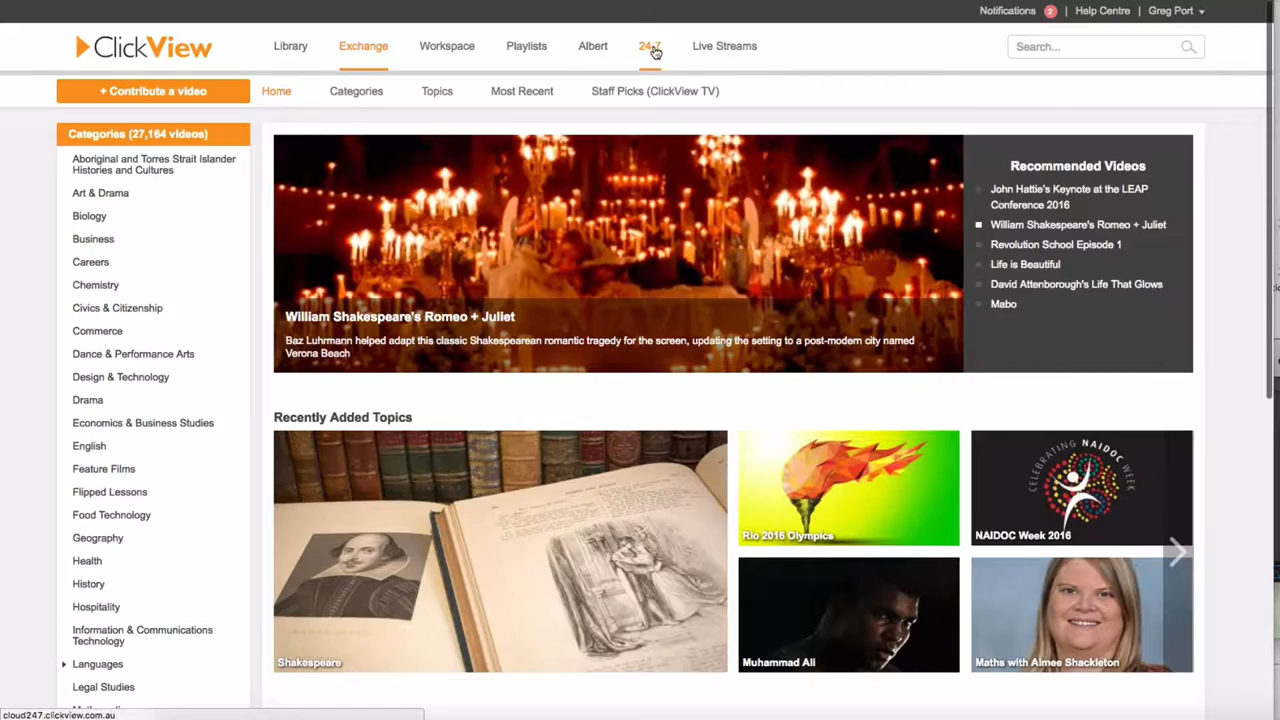 Notifications 2 Help Centre Greg Port
ClickView Library Exchange Workspace Playlists Albert 24-7 Live Streams Search...
+ Contribute a video Home Categories Topics Most Recent Staff Picks (ClickView TV)
Categories (27,164 videos)
Aboriginal and Torres Strait Islander
Histories and Cultures
Art & Drama
Biology
Business
Careers
Chemistry
Civics & Citizenship
Commerce
Dance & Performance Arts
Design & Technology
Drama
Economics & Business Studies
English
Feature Films
Flipped Lessons
Food Technology
Geography
Health
History
Hospitality
Information & Communications
Technology
Languages
Legal Studies
William Shakespeare's Romeo + Juliet
Baz Luhrmann helped adapt this classic Shakespearean romantic tragedy for the screen, updating the setting to a post-modern city named
Verona Beach
Recommended Videos
John Hattie's Keynote at the LEAP
Conference 2016
William Shakespeare's Romeo + Juliet
Revolution School Episode 1
Life is Beautiful
David Attenborough's Life That Glows
Mabo
Recently Added Topics
Shakespeare
Rio 2016 Olympics
CELEBRATING NAIDOC WEEK
NAIDOC Week 2016
Muhammad Ali
Maths with Aimee Shackleton
cloud247.clickview.com.au